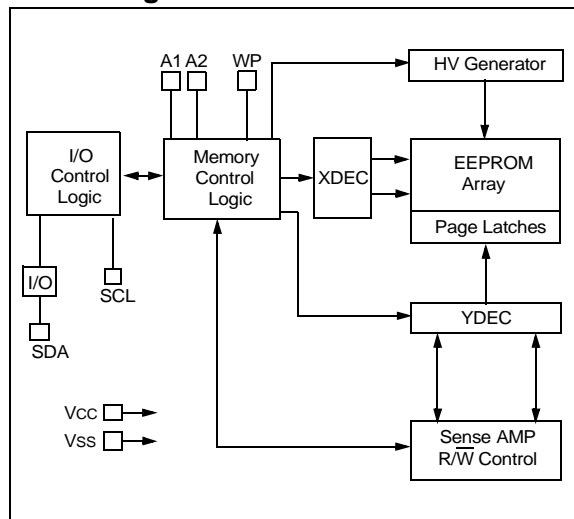 A1 A2 WP
HV Generator
I/O
Control
Logic
Memory
Control
Logic
XDEC
EEPROM
Array
Page Latches
I/O
SCL
SDA
YDEC
VCC
VSS
Sense AMP
R/W̅ Control